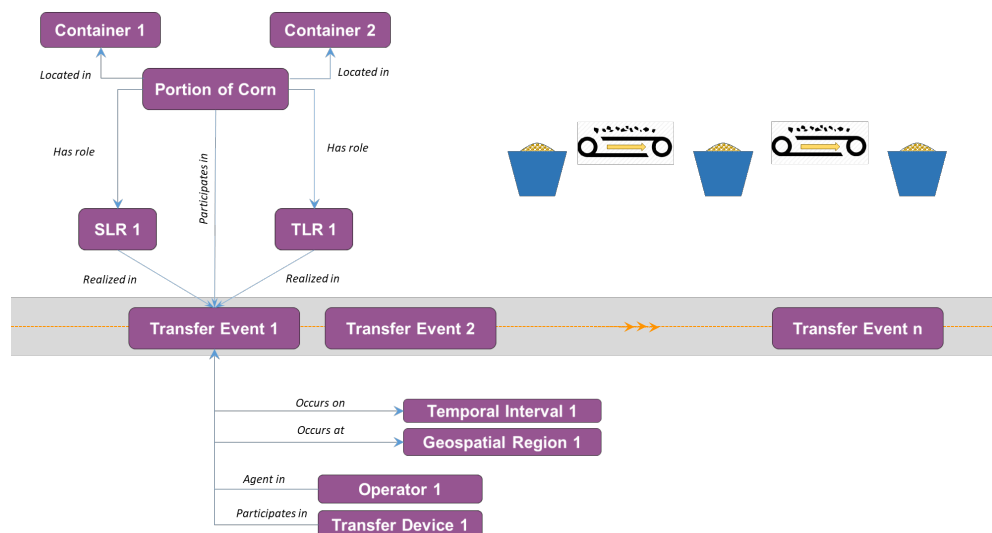 Container 1
Container 2
Located in
Located in
Portion of Corn
Has role
Participates in
Has role
SLR 1
TLR 1
Realized in
Realized in
Transfer Event 1
Transfer Event 2
Transfer Event n
Occurs on
Temporal Interval 1
Occurs at
Geospatial Region 1
Agent in
Operator 1
Participates in
Transfer Device 1